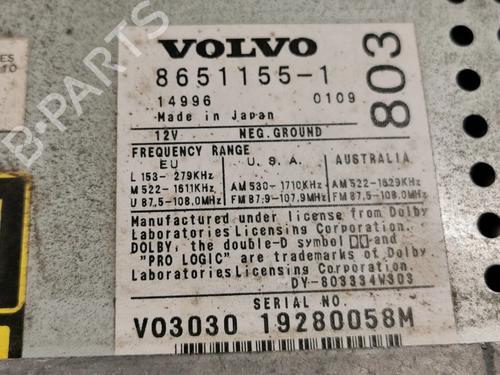 VOLVO
8651155-1
803
14996 0109
Made in Japan
12V NEG.GROUND
FREQUENCY RANGE
EU U.S.A. AUSTRALIA
L 153- 279KHz
M 522- 1611KHz AM 530- 1710KHz AM 522-1629KHz
U 87.5-108.0MHz FM 87.9-107.9MHz FM 87.5-108.0MHz
Manufactured under license from Dolby
Laboratories Licensing Corporation.
DOLBY, the double-D symbol and
"PRO LOGIC" are trademarks of Dolby
Laboratories Licensing Corporation.
DY-803334W303
SERIAL NO.
V03030 19280058M
B-PARTS